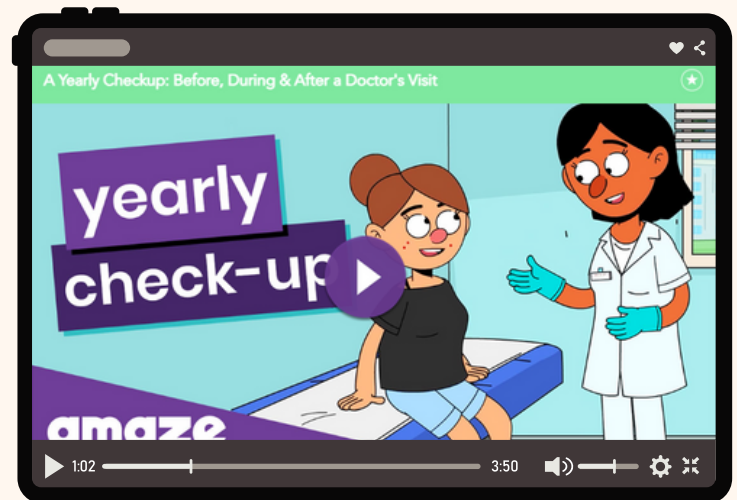 A Yearly Checkup: Before, During & After a Doctor's Visit
yearly
check-up
amaze
1:02
3:50